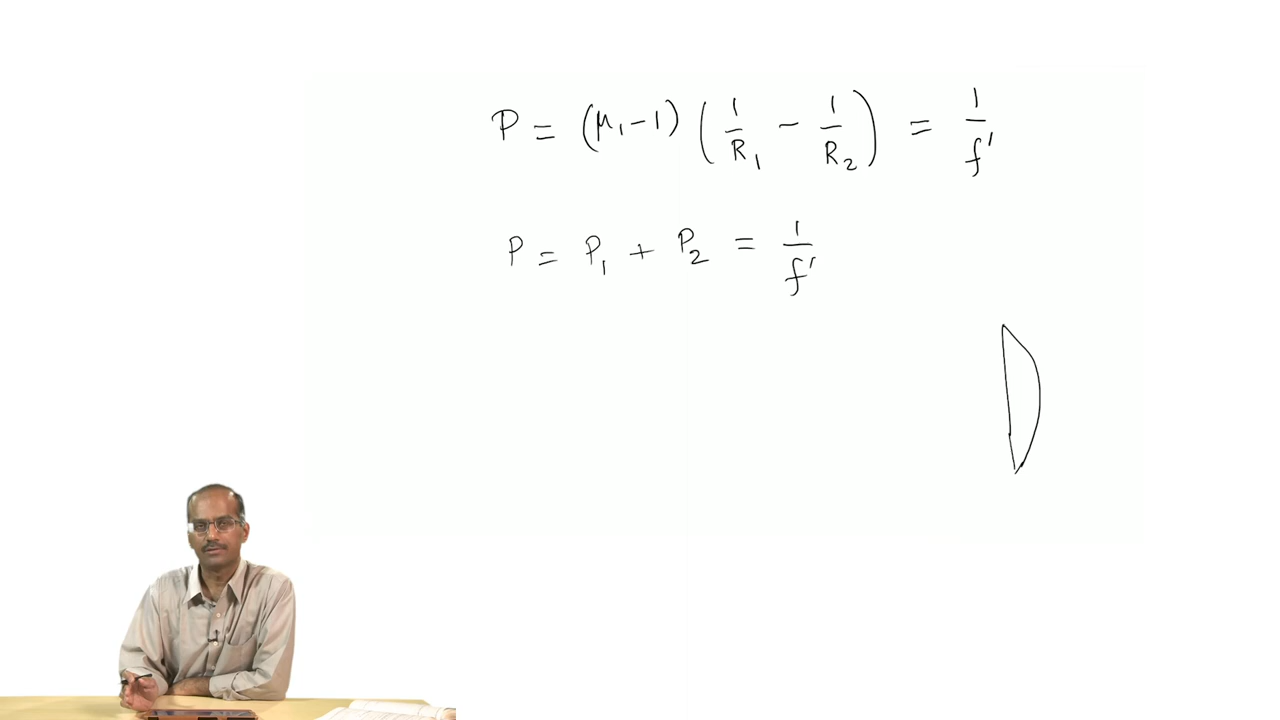 P = (μ₁ - 1) (1/R₁ - 1/R₂) = 1/f'
P = P₁ + P₂ = 1/f'